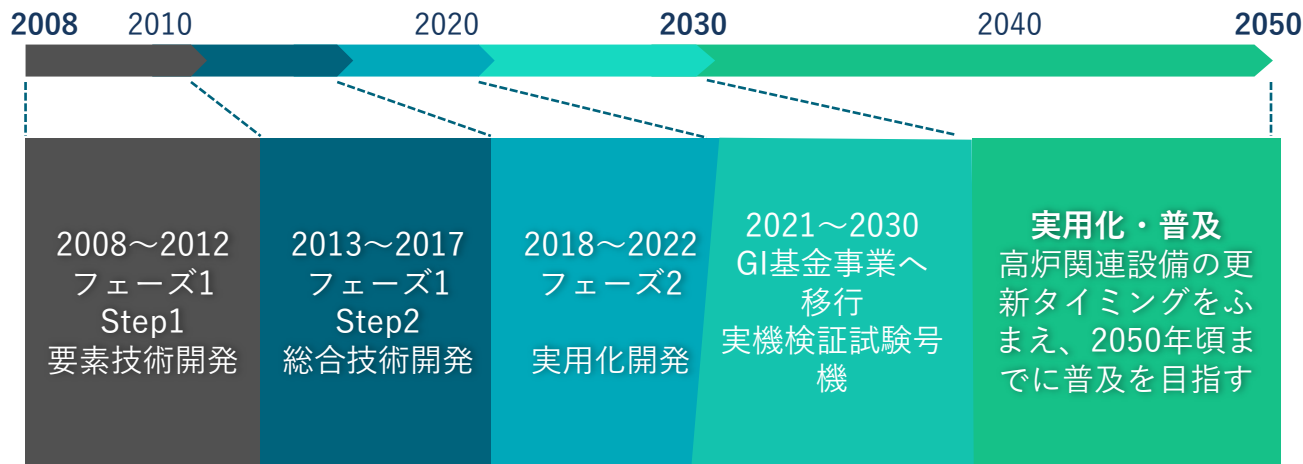 2008 2010 2020 2030 2040 2050
2008～2012
フェーズ1
Step1
要素技術開発
2013～2017
フェーズ1
Step2
総合技術開発
2018～2022
フェーズ2
実用化開発
2021～2030
GI基金事業へ
移行
実機検証試験号
機
実用化・普及
高炉関連設備の更
新タイミングをふ
まえ、2050年頃ま
でに普及を目指す